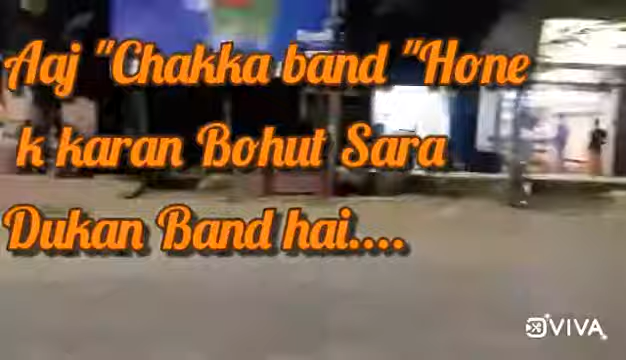 Aaj "Chakka band "Hone
k karan Bohut Sara
Dukan Band hai....
VIVA